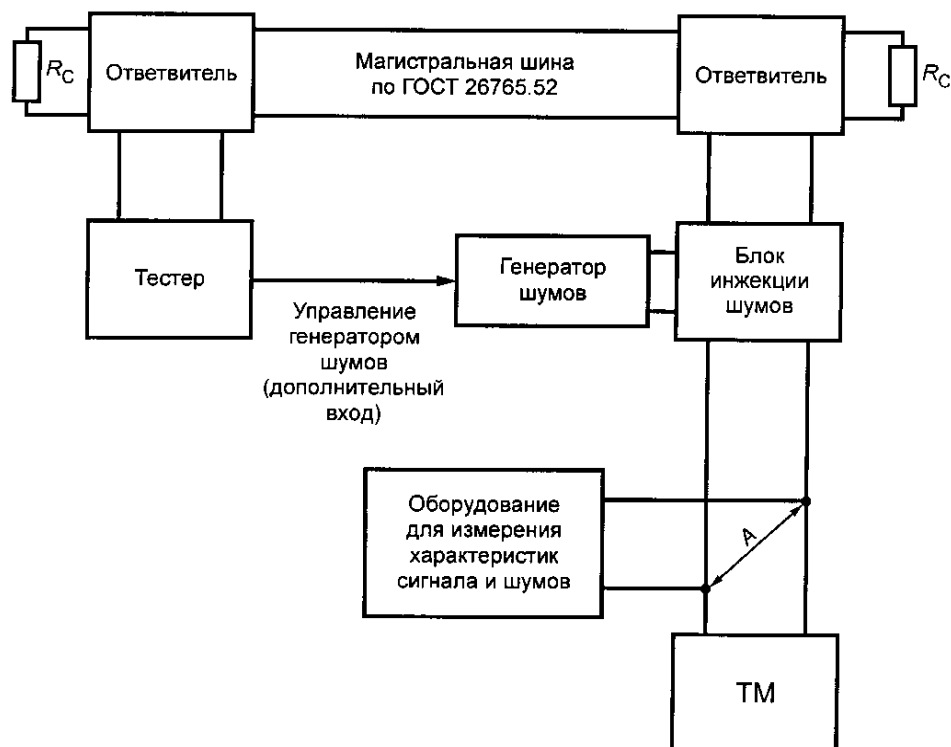 R_C
Ответвитель
Магистральная шина
по ГОСТ 26765.52
Ответвитель
R_C
Тестер
Генератор
шумов
Блок
инжекции
шумов
Управление
генератором
шумов
(дополнительный
вход)
Оборудование
для измерения
характеристик
сигнала и шумов
A
ТМ